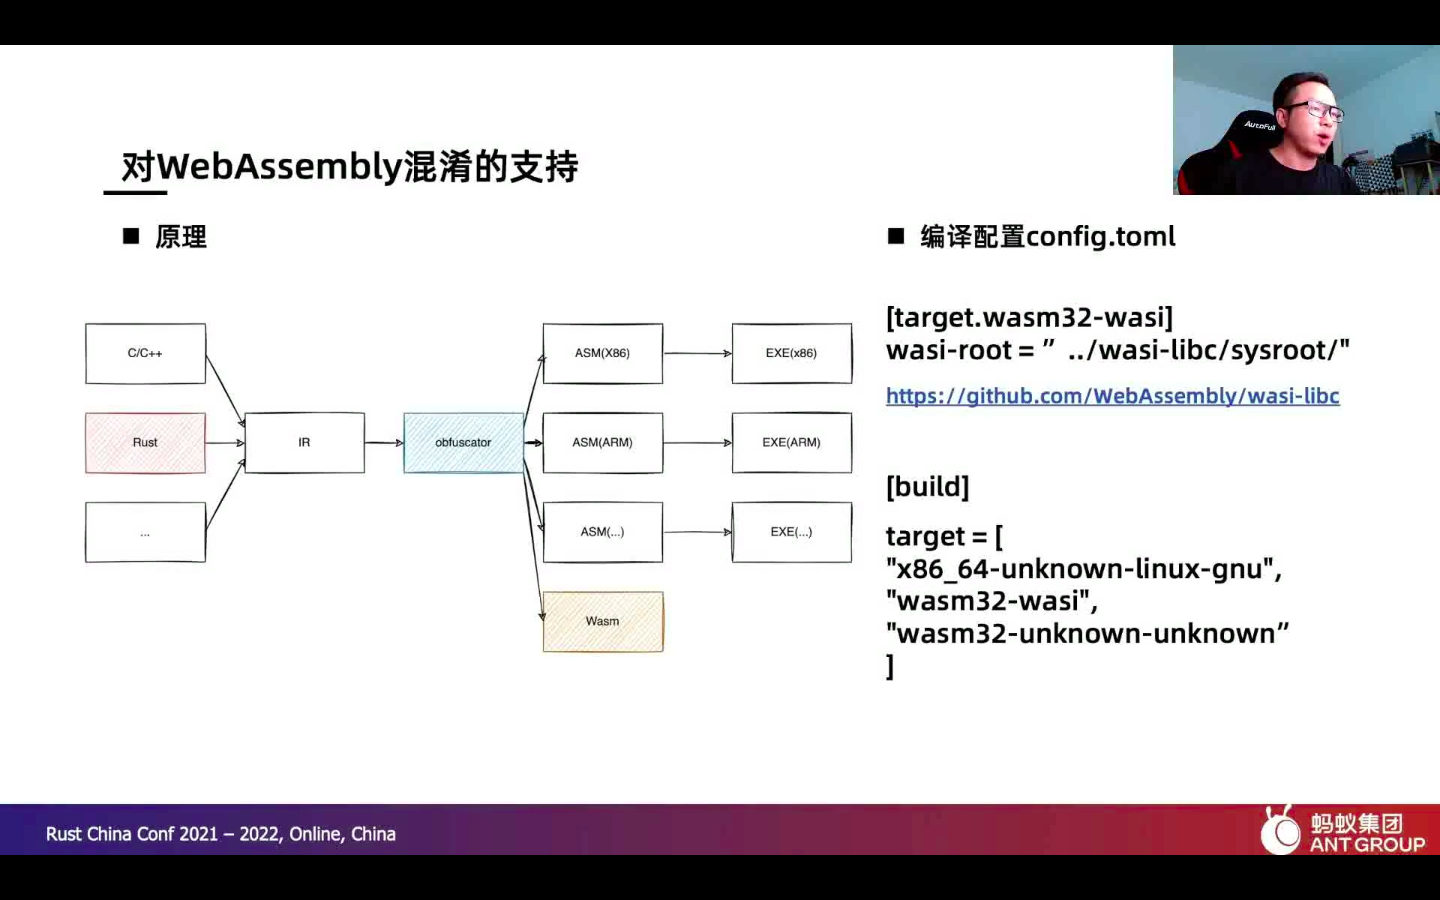 AutoFull
对WebAssembly混淆的支持
■ 原理
C/C++
Rust
...
IR
obfuscator
ASM(X86)
ASM(ARM)
ASM(...)
Wasm
EXE(x86)
EXE(ARM)
EXE(...)
■ 编译配置config.toml
[target.wasm32-wasi]
wasi-root = ” ../wasi-libc/sysroot/"
https://github.com/WebAssembly/wasi-libc
[build]
target = [
"x86_64-unknown-linux-gnu",
"wasm32-wasi",
"wasm32-unknown-unknown”
]
Rust China Conf 2021 – 2022, Online, China
蚂蚁集团
ANT GROUP